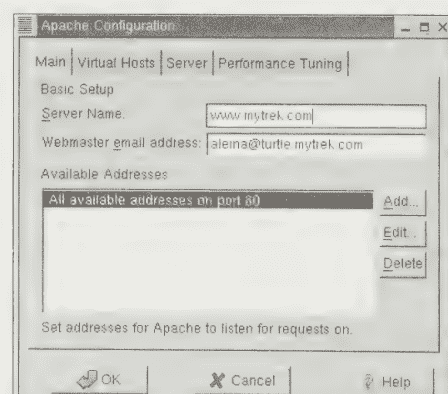 Apache Configuration
Main Virtual Hosts Server Performance Tuning
Basic Setup
Server Name: www.mytrek.com
Webmaster email address: aleina@turtle.mytrek.com
Available Addresses
All available addresses on port 80
Add...
Edit...
Delete
Set addresses for Apache to listen for requests on.
OK Cancel Help